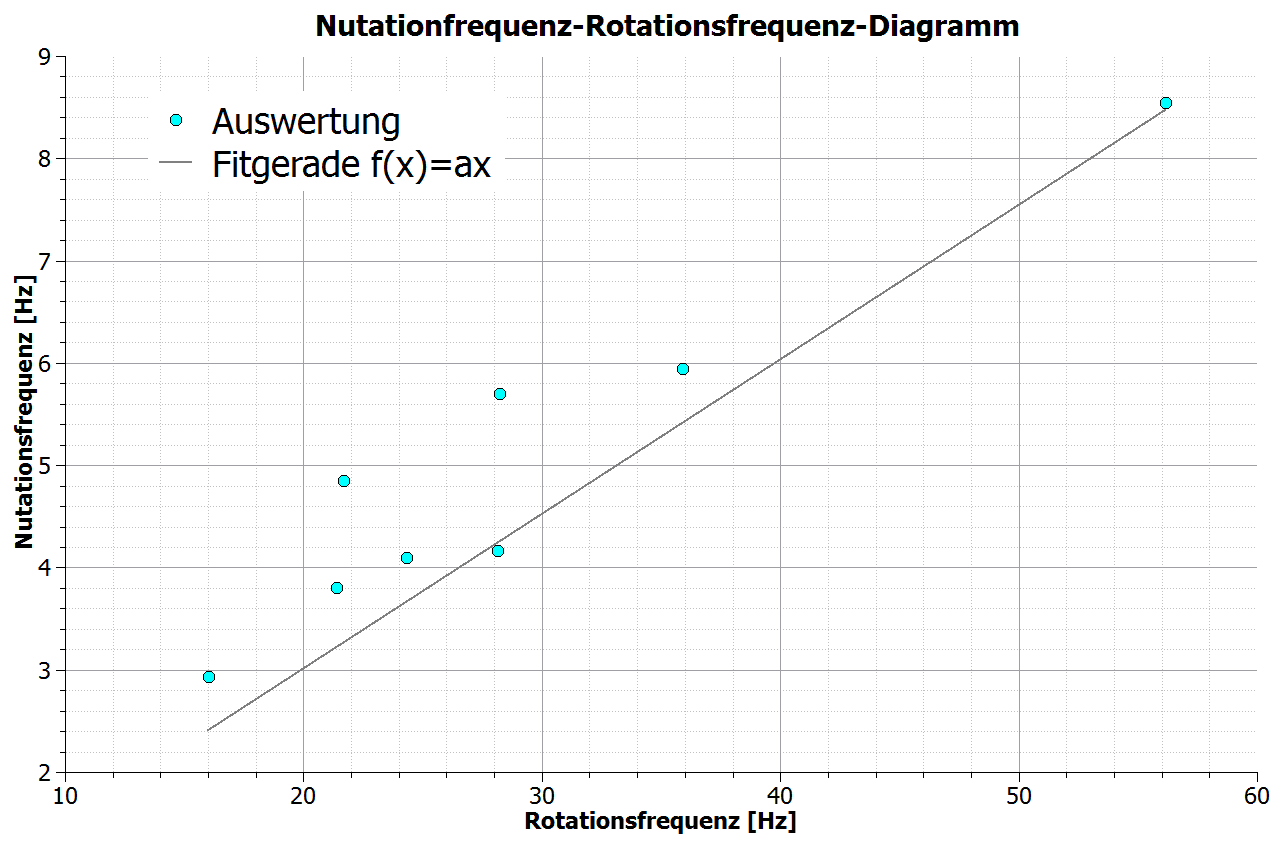 Nutationfrequenz-Rotationsfrequenz-Diagramm
9
Auswertung
Fitgerade f(x)=ax
8
7
6
5
4
3
2
Nutationsfrequenz [Hz]
10 20 30 40 50 60
Rotationsfrequenz [Hz]